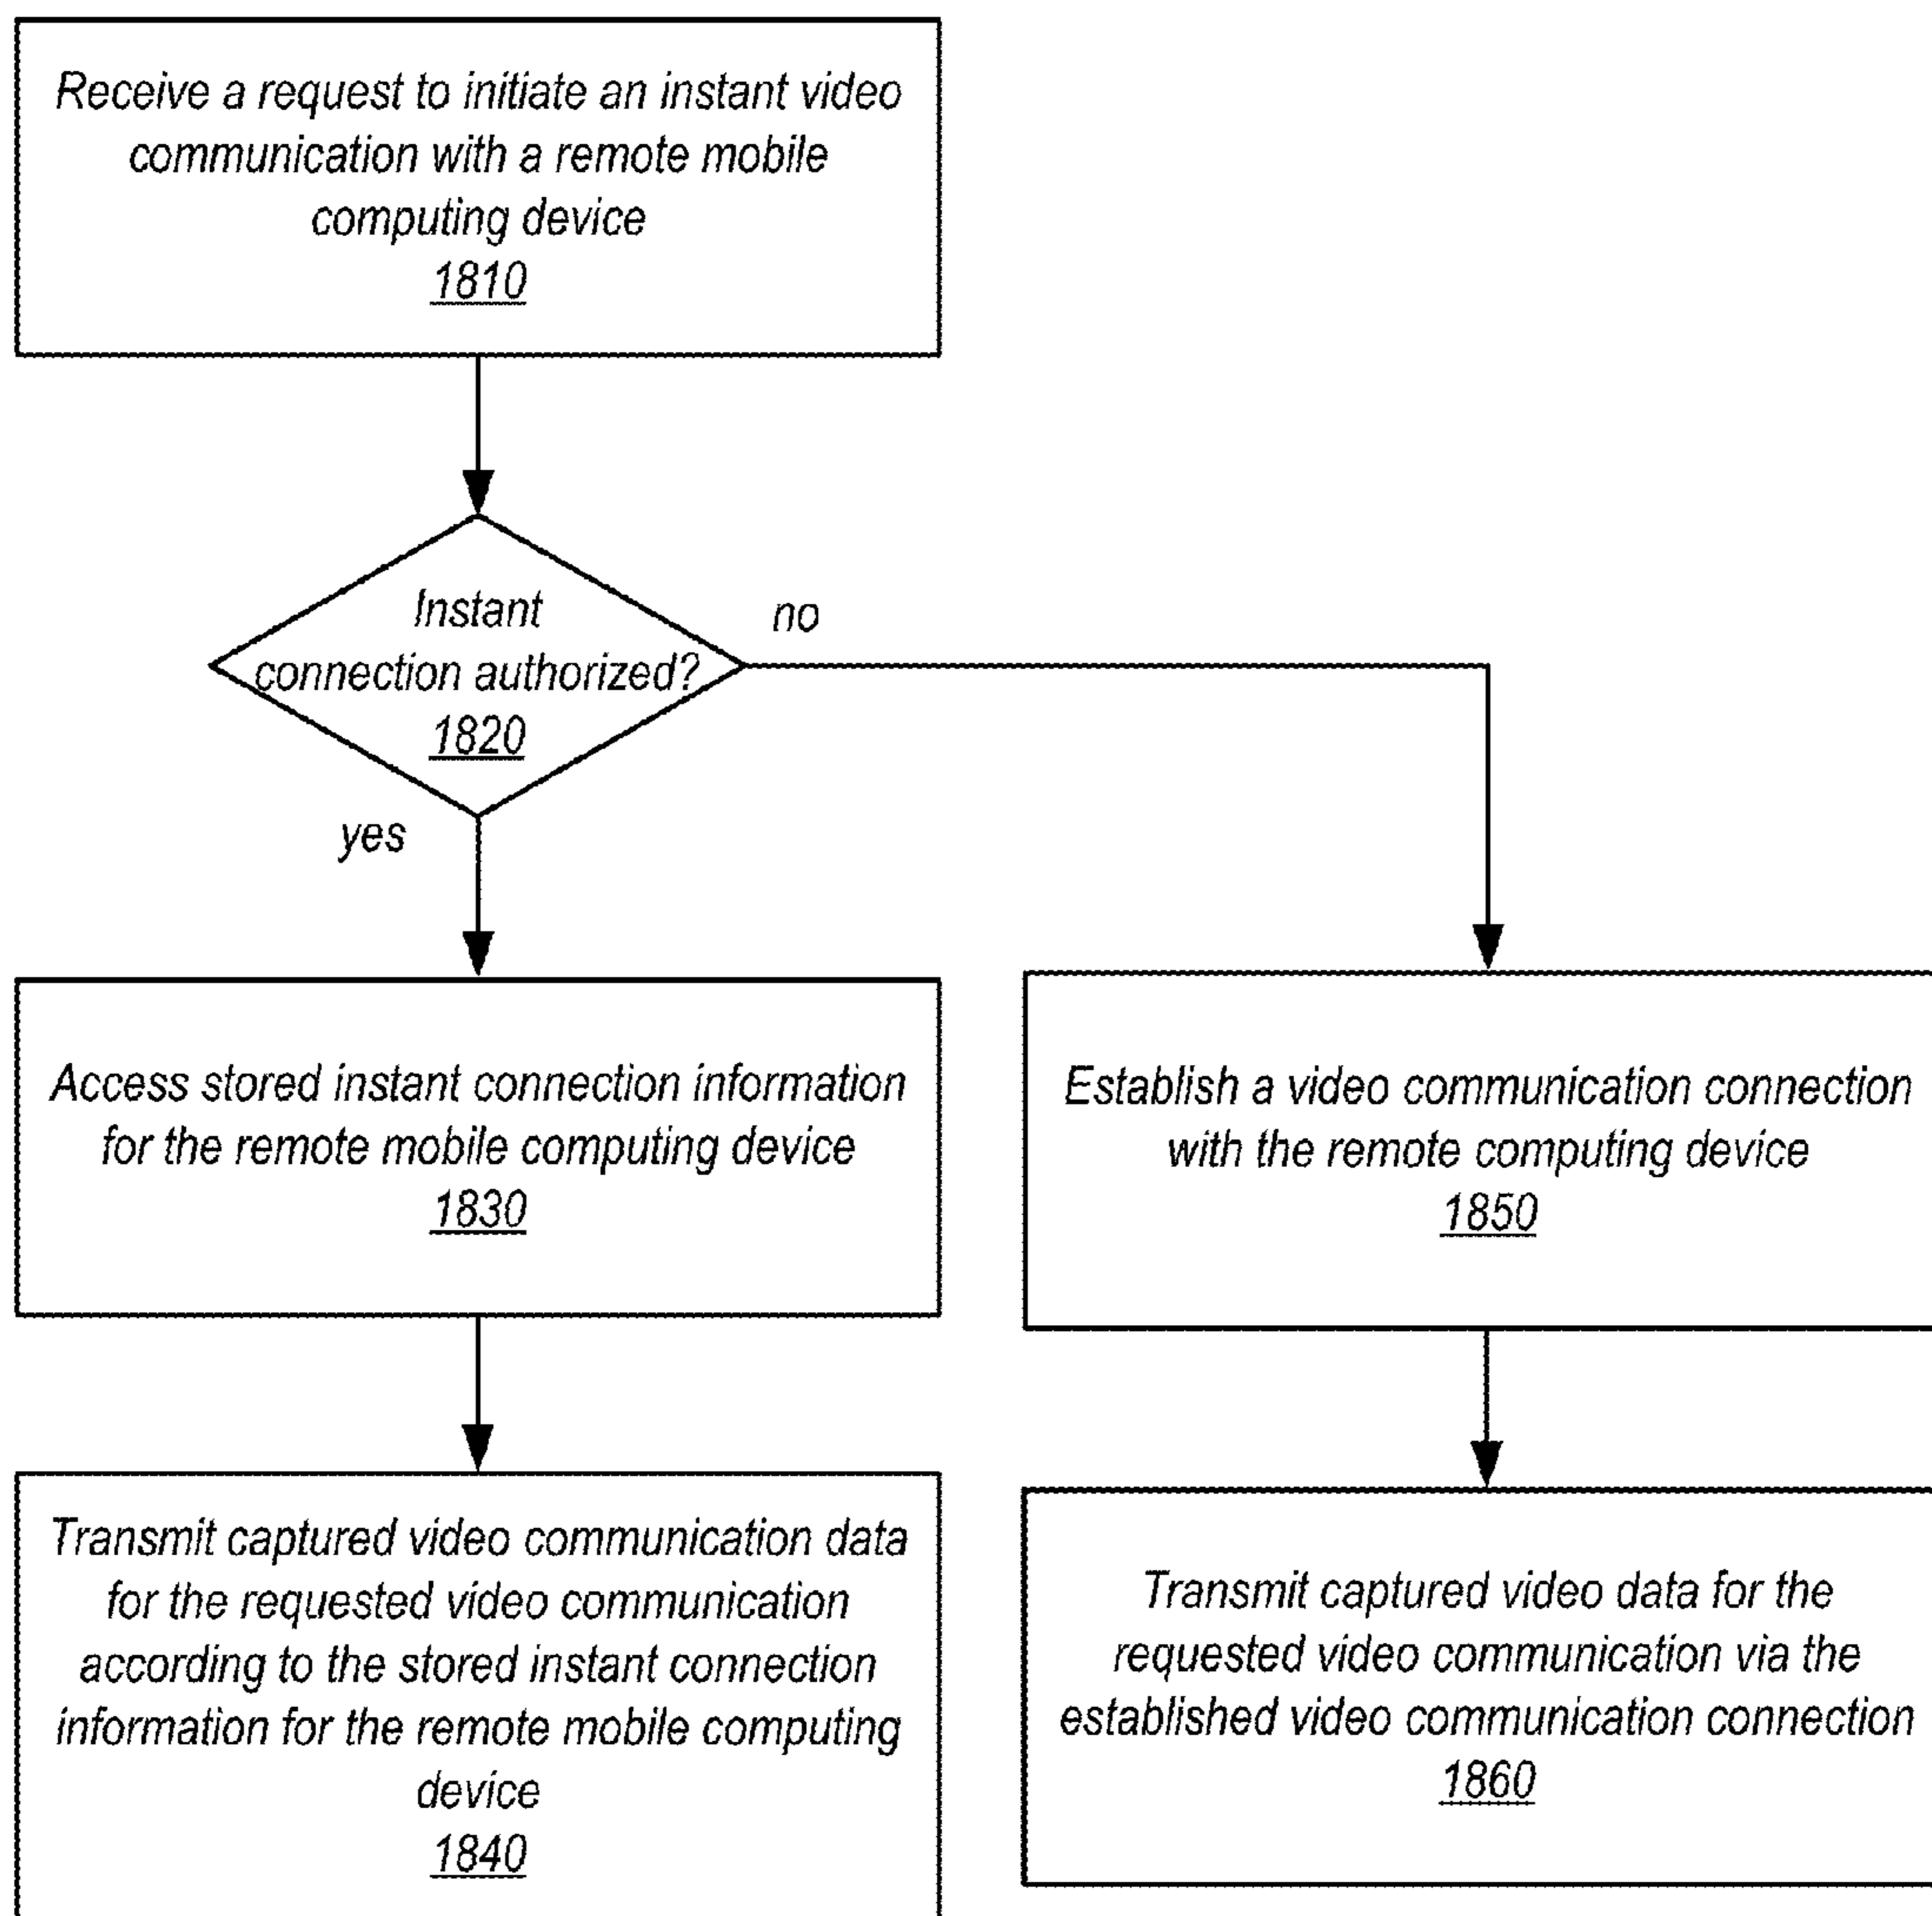 Receive a request to initiate an instant video
communication with a remote mobile
computing device
1810
Instant
connection authorized?
1820
no
yes
Access stored instant connection information
for the remote mobile computing device
1830
Establish a video communication connection
with the remote computing device
1850
Transmit captured video communication data
for the requested video communication
according to the stored instant connection
information for the remote mobile computing
device
1840
Transmit captured video data for the
requested video communication via the
established video communication connection
1860